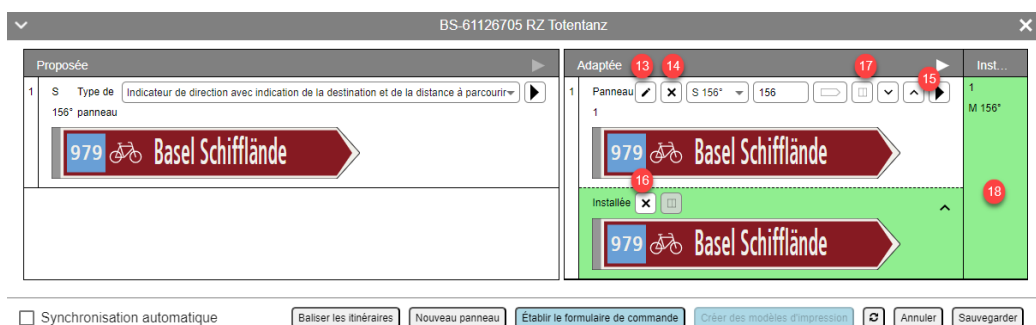 BS-61126705 RZ Totentanz
Proposée
Adaptée
13
14
17
15
Inst...
1
S
156°
Type de
panneau
Indicateur de direction avec indication de la destination et de la distance à parcourir
1
Panneau
1
S 156°
156
1
M 156°
979 Basel Schifflände
979 Basel Schifflände
16
18
Installée
979 Basel Schifflände
Synchronisation automatique
Baliser les itinéraires
Nouveau panneau
Établir le formulaire de commande
Créer des modèles d'impression
Annuler
Sauvegarder